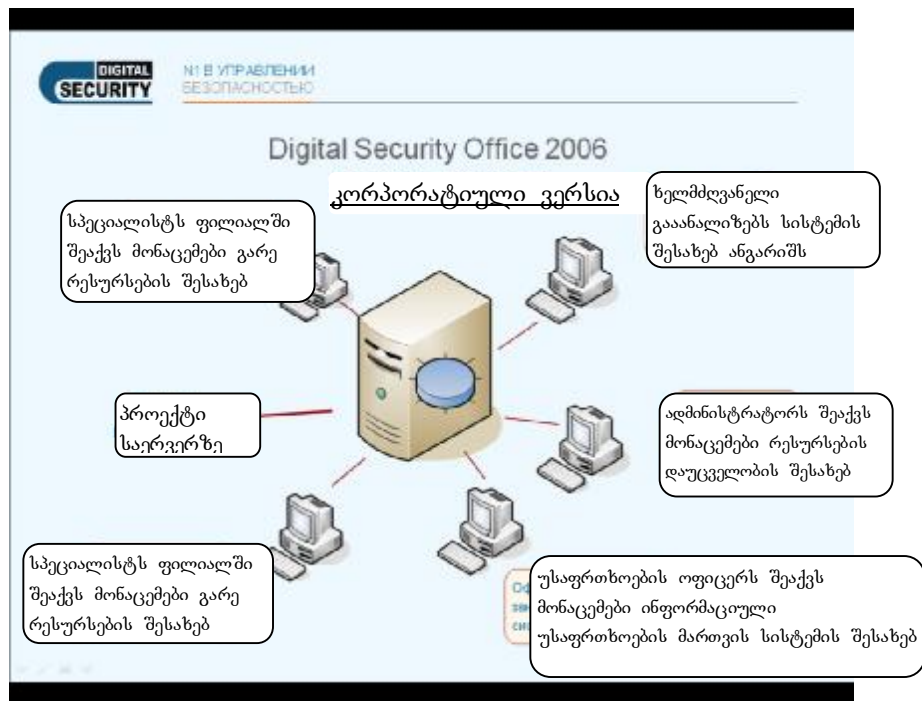 DIGITAL
SECURITY
N1 В УПРАВЛЕНИИ
БЕЗОПАСНОСТЬЮ
Digital Security Office 2006
კორპორატიული ვერსია
სპეციალისტს ფილიალში
შეაქვს მონაცემები გარე
რესურსების შესახებ
ხელმძღვანელი
გააანალიზებს სისტემის
შესახებ ანგარიშს
პროექტი
საერვერზე
ადმინისტრატორს შეაქვს
მონაცემები რესურსების
დაუცველობის შესახებ
სპეციალისტს ფილიალში
შეაქვს მონაცემები გარე
რესურსების შესახებ
უსაფრთხოების ოფიცერს შეაქვს
მონაცემები ინფორმაციული
უსაფრთხოების მართვის სისტემის შესახებ